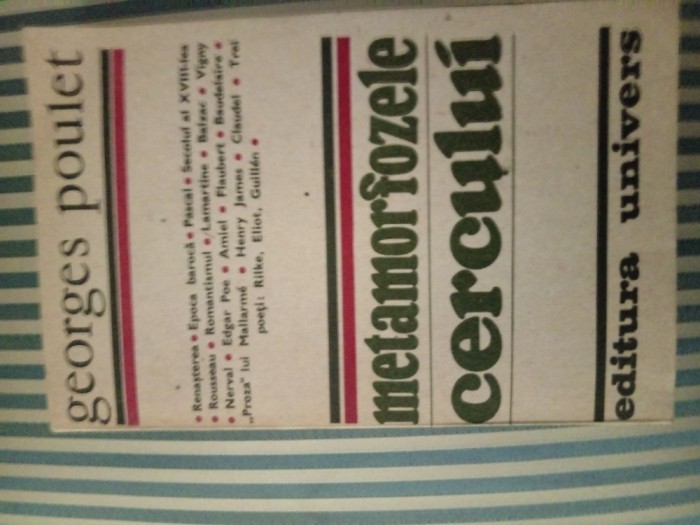 georges poulet
• Renașterea • Epoca barocă • Pascal • Secolul al XVIII-lea
• Rousseau • Romantismul • Lamartine • Balzac • Vigny
• Nerval • Edgar Poe • Amiel • Flaubert • Baudelaire •
„Proza" lui Mallarmé • Henry James • Claudel • Trei
poeți: Rilke, Eliot, Guillén •
metamorfozele
cercului
editura univers